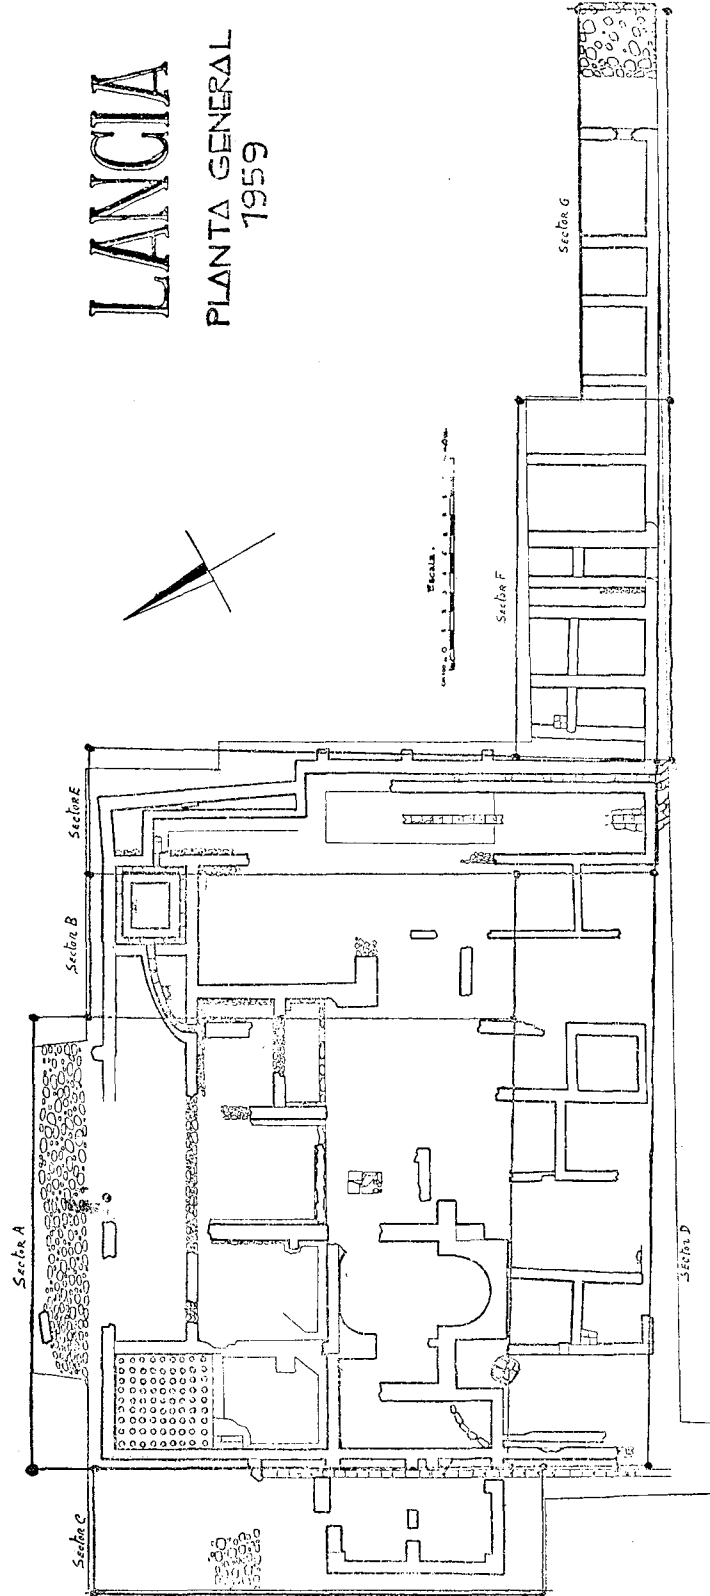 LANCIA
PLANTA GENERAL
1959
Sector G
Sector F
Escala.
Sector E
Sector B
Sector A
Sector D
Sector C